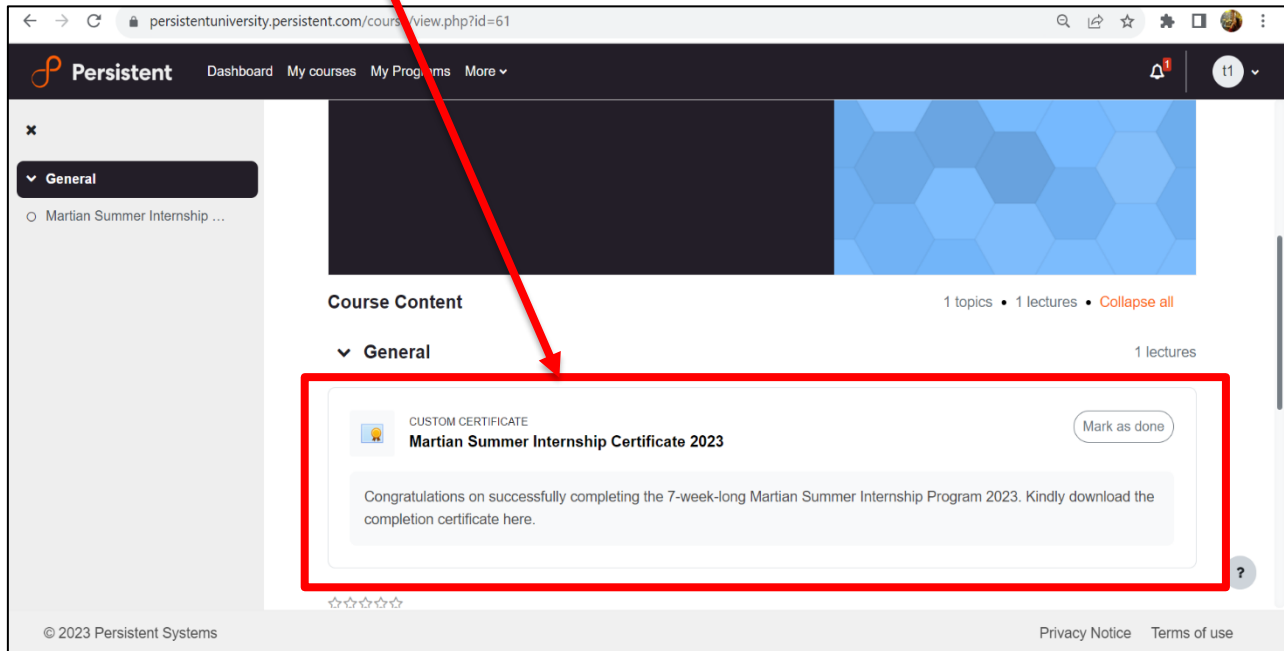 persistentuniversity.persistent.com/course/view.php?id=61
Persistent Dashboard My courses My Programs More 1 t1
General
Martian Summer Internship ...
Course Content 1 topics • 1 lectures • Collapse all
General 1 lectures
CUSTOM CERTIFICATE
Martian Summer Internship Certificate 2023 Mark as done
Congratulations on successfully completing the 7-week-long Martian Summer Internship Program 2023. Kindly download the
completion certificate here.
?
© 2023 Persistent Systems Privacy Notice Terms of use